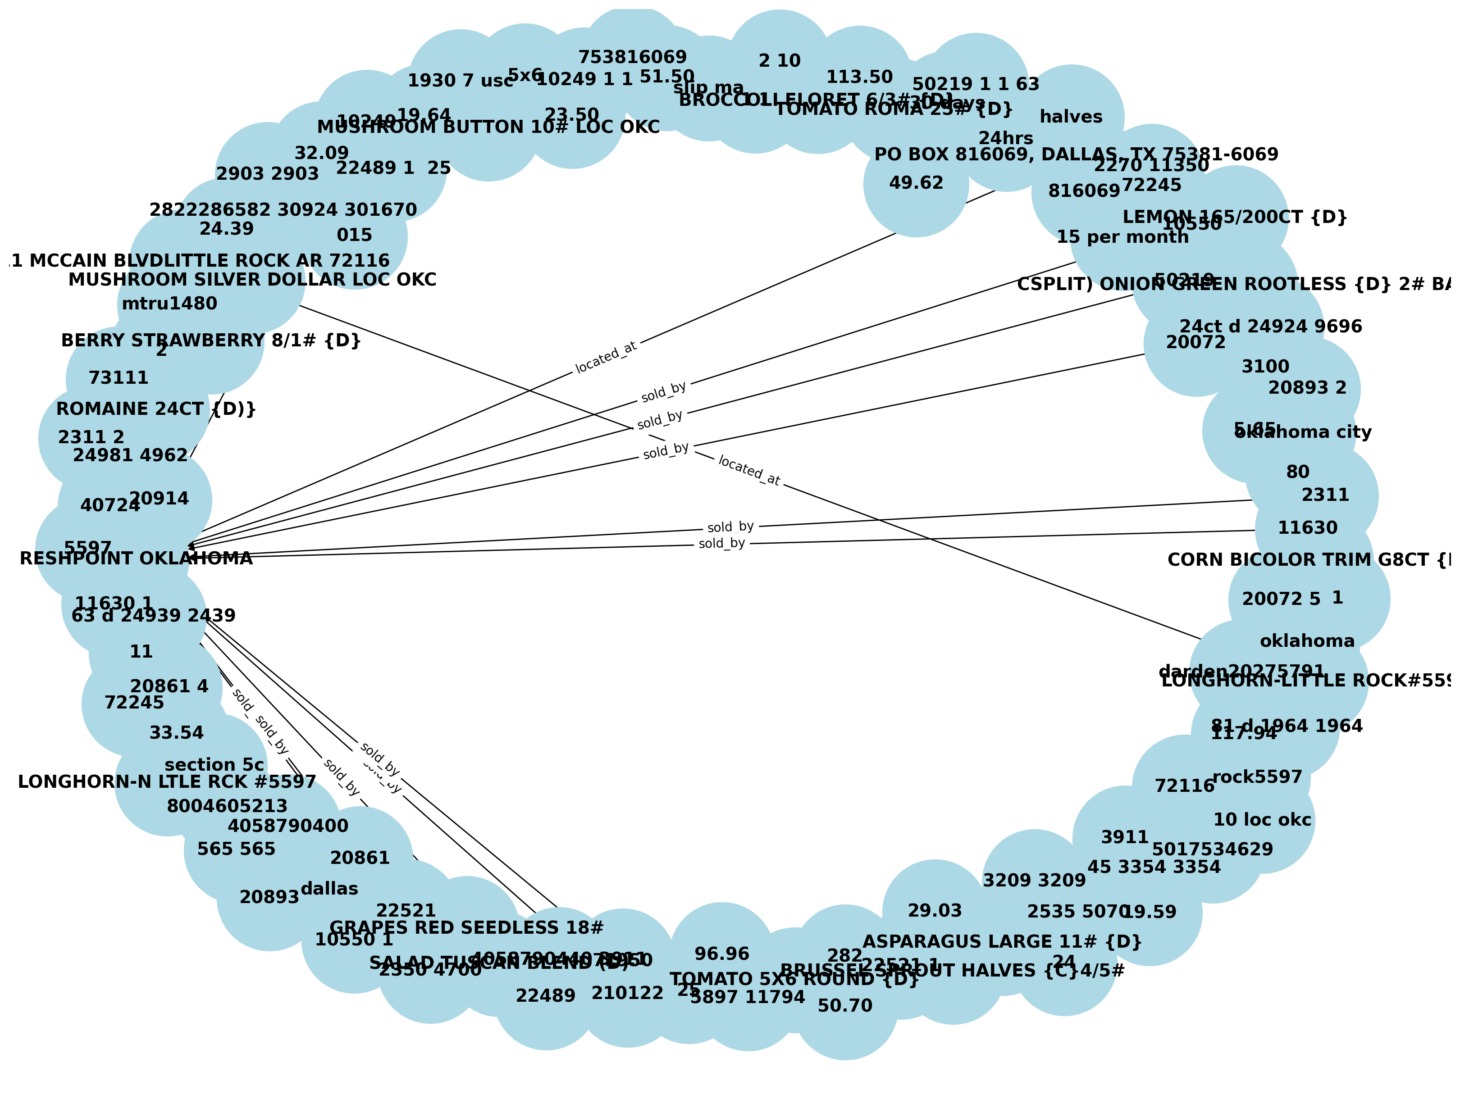 753816069
2 10
1930 7 usc
5x6
10249 1 1
51.50
slip ma
113.50
50219 1 1 63
BROCCOLI FLORET 6/3# {D}
30 days
TOMATO ROMA 25# {D}
halves
10249
19.64
23.50
MUSHROOM BUTTON 10# LOC OKC
24hrs
32.09
PO BOX 816069, DALLAS, TX 75381-6069
2903 2903
22489 1 25
2270 11350
49.62
816069
72245
2822286582 30924 301670
LEMON 165/200CT {D}
10550
24.39
015
15 per month
.1 MCCAIN BLVDLITTLE ROCK AR 72116
MUSHROOM SILVER DOLLAR LOC OKC
50219
CSPLIT) ONION GREEN ROOTLESS {D} 2# BA
mtru1480
24ct d 24924 9696
BERRY STRAWBERRY 8/1# {D}
2
20072
located_at
3100
73111
20893 2
sold_by
ROMAINE 24CT {D)}
sold_by
5.65
oklahoma city
2311 2
sold_by
24981 4962
located_at
80
40724
20914
2311
sold_by
11630
sold_by
5597
RESHPOINT OKLAHOMA
CORN BICOLOR TRIM G8CT {
11630 1
20072 5
1
63 d 24939 2439
oklahoma
11
darden20275791
LONGHORN-LITTLE ROCK#559
20861 4
72245
sold_by
81 d 1964 1964
117.94
33.54
sold_by
sold_by
section 5c
sold_by
rock5597
LONGHORN-N LTLE RCK #5597
72116
8004605213
10 loc okc
4058790400
3911
565 565
5017534629
20861
45 3354 3354
dallas
3209 3209
20893
22521
29.03
2535 5070
19.59
GRAPES RED SEEDLESS 18#
10550 1
ASPARAGUS LARGE 11# {D}
96.96
282
24
SALAD TUSCAN BLEND {D}
22521 1
2350 4700
BRUSSEL SPROUT HALVES {C}4/5#
TOMATO 5X6 ROUND {D}
22489
210122
25
5897 11794
50.70